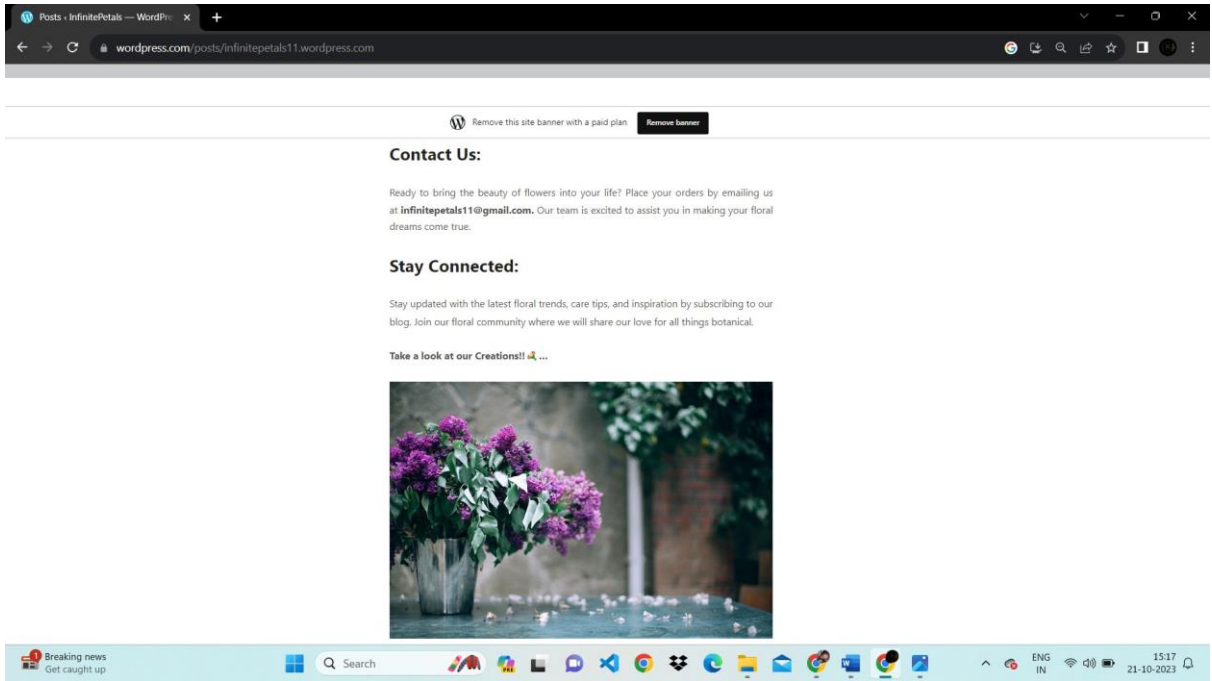 Posts ‹ InfinitePetals — WordPre
wordpress.com/posts/infinitepetals11.wordpress.com
Remove this site banner with a paid plan Remove banner
Contact Us:
Ready to bring the beauty of flowers into your life? Place your orders by emailing us
at infinitepetals11@gmail.com. Our team is excited to assist you in making your floral
dreams come true.
Stay Connected:
Stay updated with the latest floral trends, care tips, and inspiration by subscribing to our
blog. Join our floral community where we will share our love for all things botanical.
Take a look at our Creations!! 💐 ...
1
Breaking news
Get caught up
Search
PRE
ENG
IN
15:17
21-10-2023